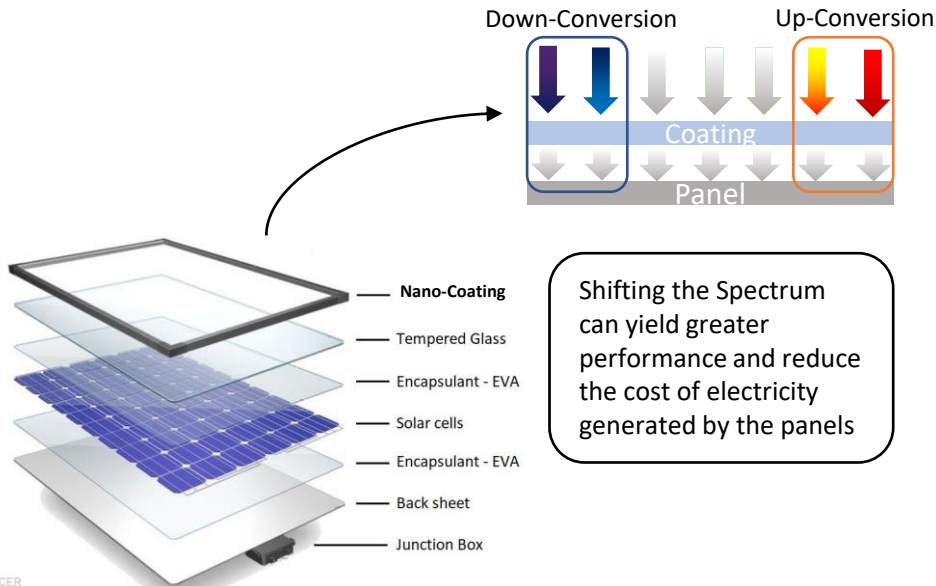 Down-Conversion
Up-Conversion
Coating
Panel
Nano-Coating
Tempered Glass
Encapsulant - EVA
Solar cells
Encapsulant - EVA
Back sheet
Junction Box
Shifting the Spectrum
can yield greater
performance and reduce
the cost of electricity
generated by the panels
CER